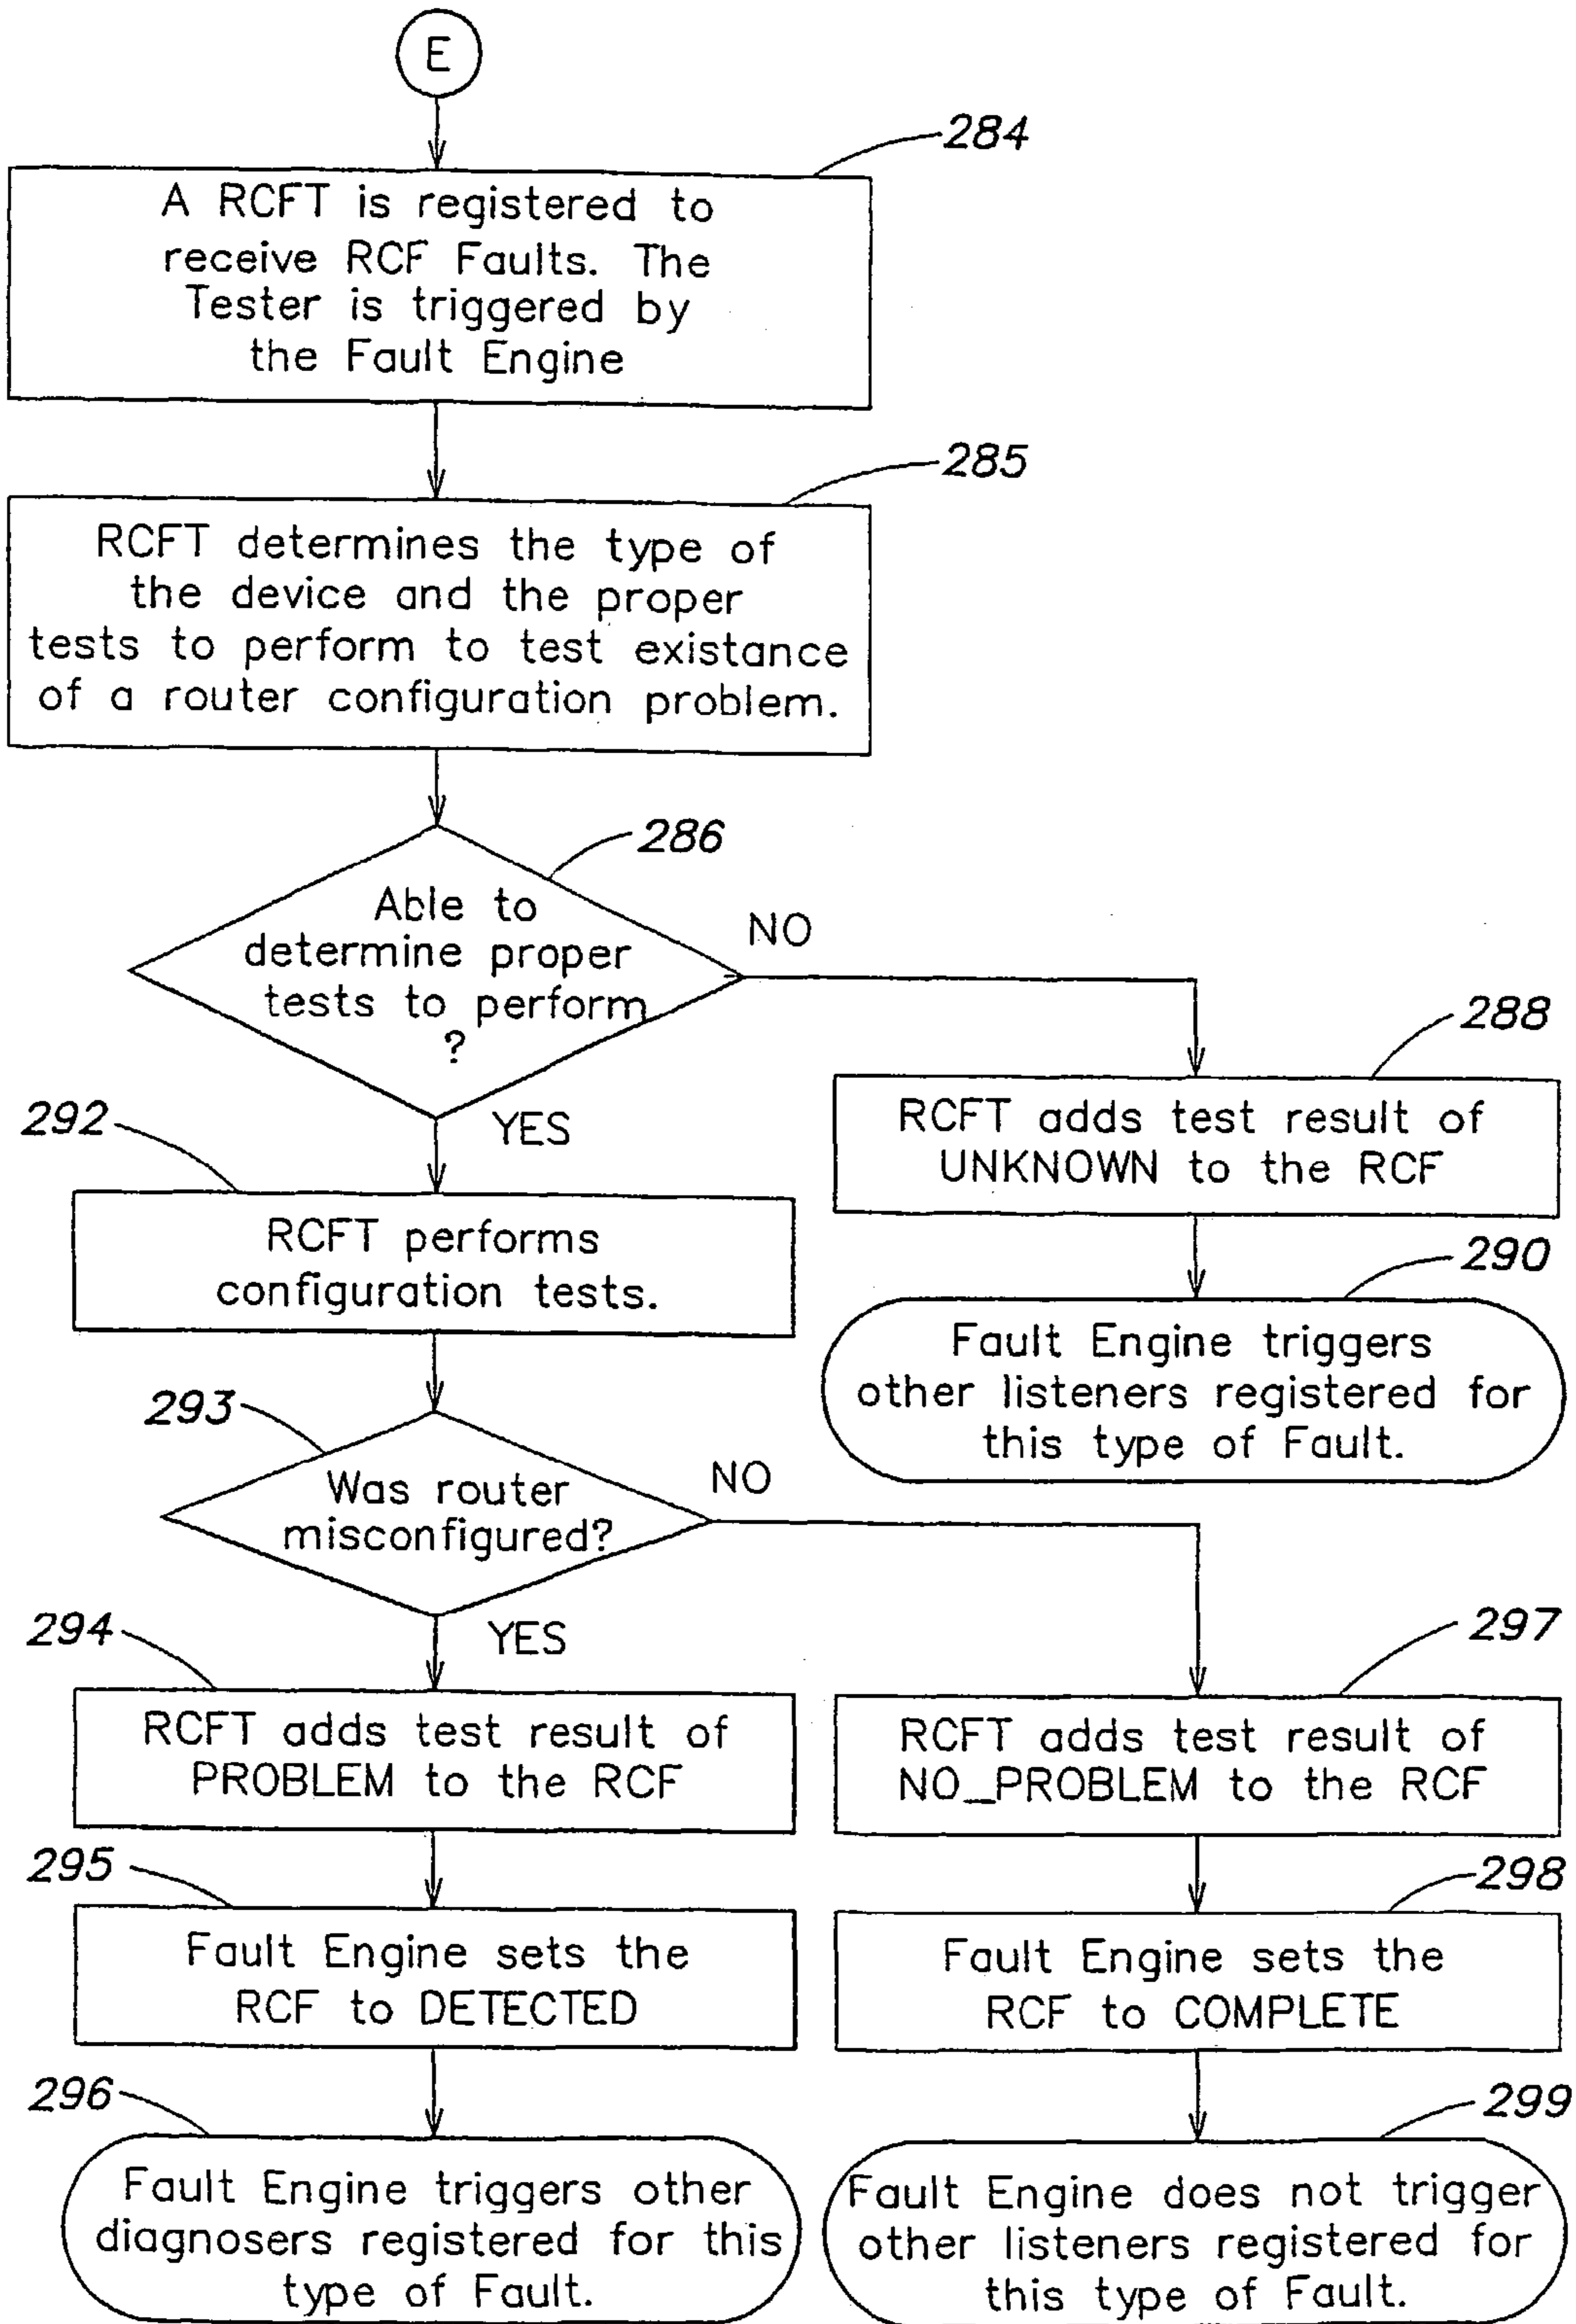 E
284
A RCFT is registered to
receive RCF Faults. The
Tester is triggered by
the Fault Engine
285
RCFT determines the type of
the device and the proper
tests to perform to test existance
of a router configuration problem.
286
Able to
determine proper
tests to perform
?
NO
YES
288
RCFT adds test result of
UNKNOWN to the RCF
290
Fault Engine triggers
other listeners registered for
this type of Fault.
292
RCFT performs
configuration tests.
293
Was router
misconfigured?
NO
YES
294
RCFT adds test result of
PROBLEM to the RCF
295
Fault Engine sets the
RCF to DETECTED
296
Fault Engine triggers other
diagnosers registered for this
type of Fault.
297
RCFT adds test result of
NO_PROBLEM to the RCF
298
Fault Engine sets the
RCF to COMPLETE
299
Fault Engine does not trigger
other listeners registered for
this type of Fault.